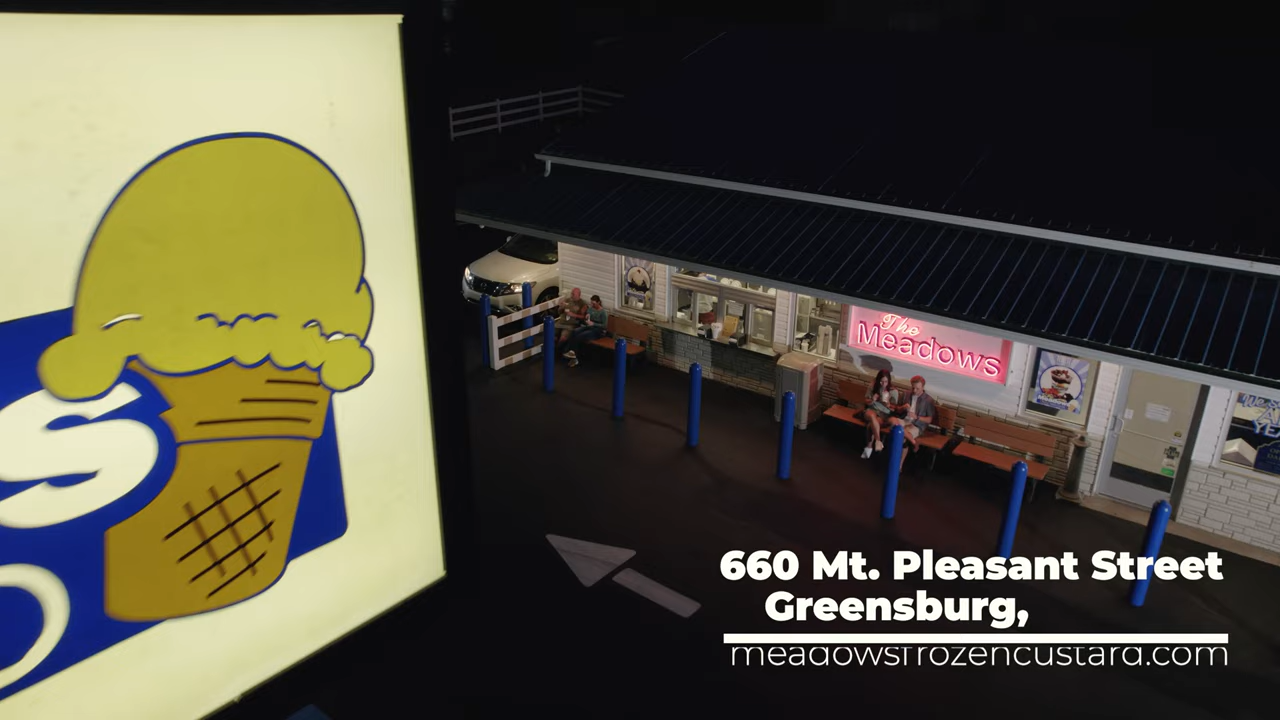 660 Mt. Pleasant Street
Greensburg,
meadowsfrozencustard.com
The
Meadows
S